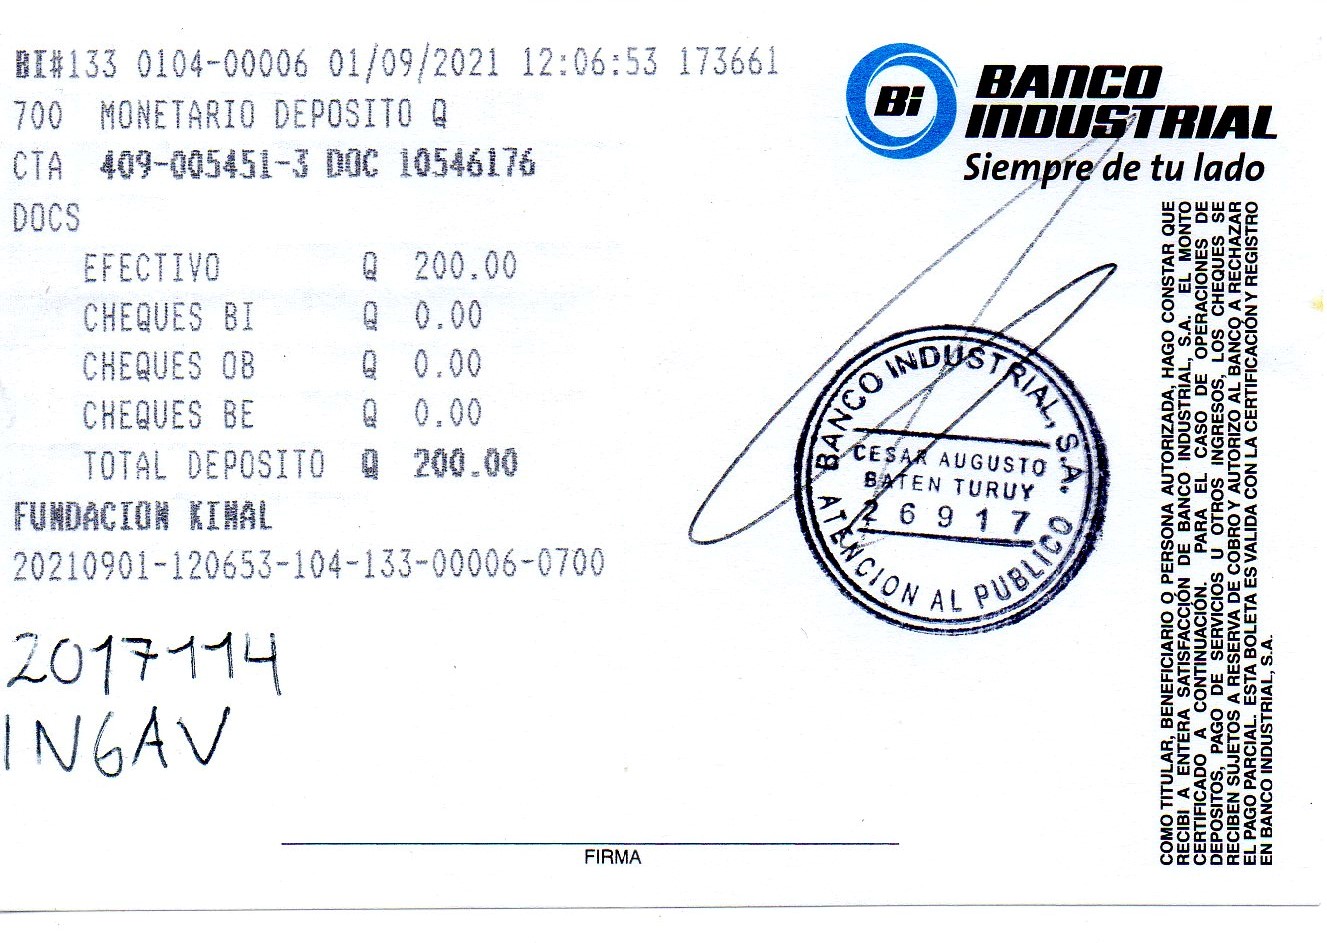 BI#133 0104-00006 01/09/2021 12:06:53 173661
700 MONETARIO DEPOSITO Q
CTA 409-005451-3 DOC 10546176
DOCS
EFECTIVO Q 200.00
CHEQUES BI Q 0.00
CHEQUES OB Q 0.00
CHEQUES BE Q 0.00
TOTAL DEPOSITO Q 200.00
FUNDACION KINAL
20210901-120653-104-133-00006-0700
2017114
INGAV
FIRMA
Bi
BANCO
INDUSTRIAL
Siempre de tu lado
BANCO INDUSTRIAL, S.A.
CESAR AUGUSTO
BATEN TURUY
26917
ATENCION AL PUBLICO
COMO TITULAR, BENEFICIARIO O PERSONA AUTORIZADA, HAGO CONSTAR QUE
RECIBI A ENTERA SATISFACCIÓN DE BANCO INDUSTRIAL, S.A. EL MONTO
CERTIFICADO A CONTINUACIÓN. PARA EL CASO DE OPERACIONES DE
DEPOSITOS, PAGO DE SERVICIOS U OTROS INGRESOS, LOS CHEQUES SE
RECIBEN SUJETOS A RESERVA DE COBRO Y AUTORIZO AL BANCO A RECHAZAR
EL PAGO PARCIAL. ESTA BOLETA ES VALIDA CON LA CERTIFICACIÓN Y REGISTRO
EN BANCO INDUSTRIAL, S.A.